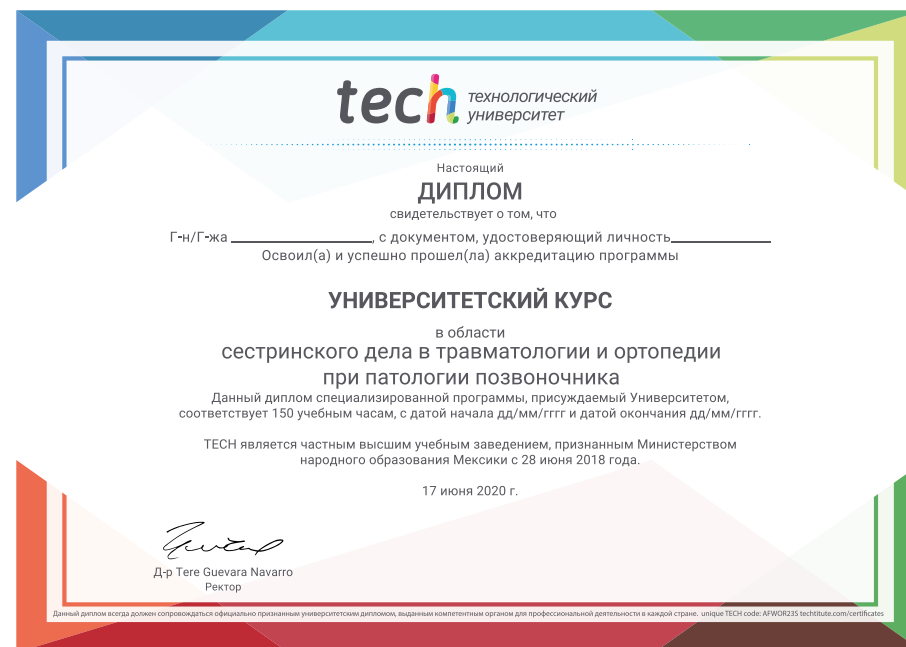 tech технологический
университет
Настоящий
ДИПЛОМ
свидетельствует о том, что
Г-н/Г-жа ____________________, с документом, удостоверяющий личность______________
Освоил(а) и успешно прошел(ла) аккредитацию программы
УНИВЕРСИТЕТСКИЙ КУРС
в области
сестринского дела в травматологии и ортопедии
при патологии позвоночника
Данный диплом специализированной программы, присуждаемый Университетом,
соответствует 150 учебным часам, с датой начала дд/мм/гггг и датой окончания дд/мм/гггг.
TECH является частным высшим учебным заведением, признанным Министерством
народного образования Мексики с 28 июня 2018 года.
17 июня 2020 г.
Д-р Tere Guevara Navarro
Ректор
Данный диплом всегда должен сопровождаться официально признанным университетским дипломом, выданным компетентным органом для профессиональной деятельности в каждой стране. unique TECH code: AFWOR23S techtitute.com/certificates